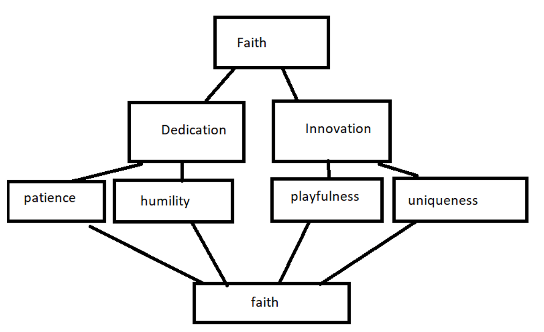 Faith
Dedication
Innovation
patience
humility
playfulness
uniqueness
faith